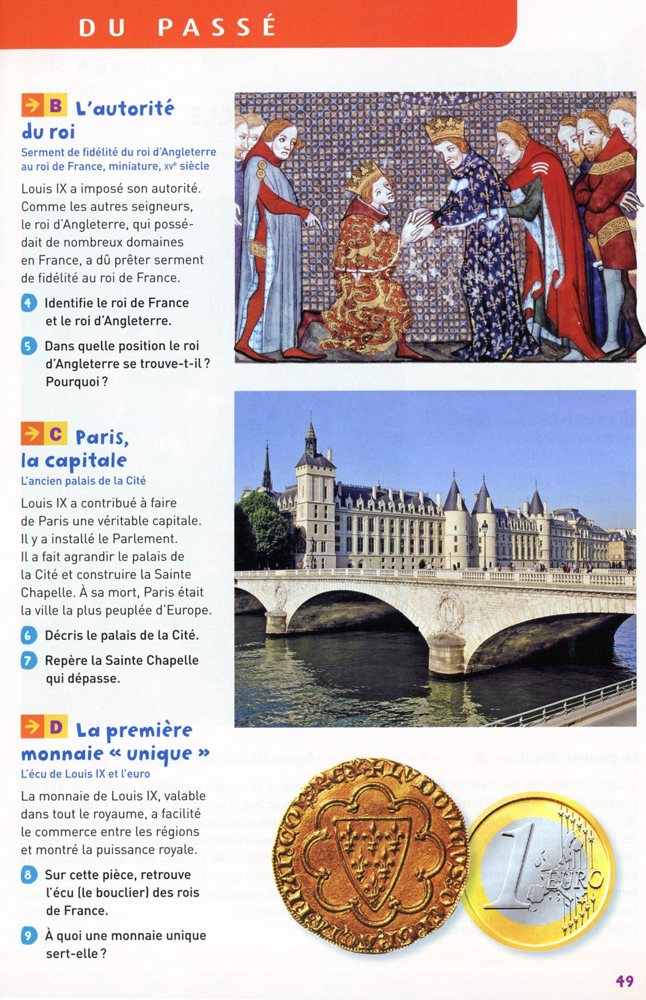 DU PASSÉ
→ B L'autorité
du roi
Serment de fidélité du roi d'Angleterre
au roi de France, miniature, XVe siècle
Louis IX a imposé son autorité.
Comme les autres seigneurs,
le roi d'Angleterre, qui possé-
dait de nombreux domaines
en France, a dû prêter serment
de fidélité au roi de France.
4 Identifie le roi de France
et le roi d'Angleterre.
5 Dans quelle position le roi
d'Angleterre se trouve-t-il ?
Pourquoi ?
→ C Paris,
la capitale
L'ancien palais de la Cité
Louis IX a contribué à faire
de Paris une véritable capitale.
Il y a installé le Parlement.
Il a fait agrandir le palais de
la Cité et construire la Sainte
Chapelle. À sa mort, Paris était
la ville la plus peuplée d'Europe.
6 Décris le palais de la Cité.
7 Repère la Sainte Chapelle
qui dépasse.
→ D La première
monnaie « unique »
L'écu de Louis IX et l'euro
La monnaie de Louis IX, valable
dans tout le royaume, a facilité
le commerce entre les régions
et montré la puissance royale.
8 Sur cette pièce, retrouve
l'écu (le bouclier) des rois
de France.
9 À quoi une monnaie unique
sert-elle ?
1 EURO
49